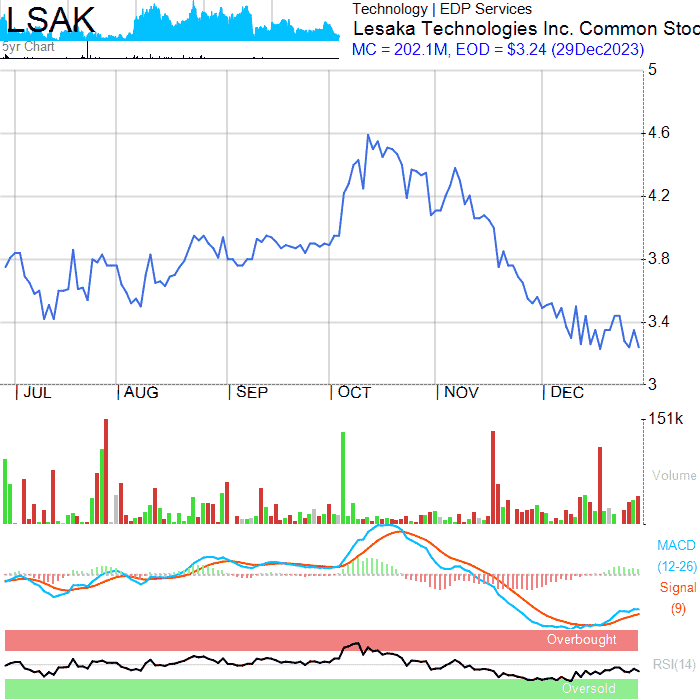 LSAK
5yr Chart
Technology | EDP Services
Lesaka Technologies Inc. Common Stoc
MC = 202.1M, EOD = $3.24 (29Dec2023)
5
4.6
4.2
3.8
3.4
3
JUL AUG SEP OCT NOV DEC
151k
Volume
MACD
(12-26)
Signal
(9)
Overbought
RSI(14)
Oversold